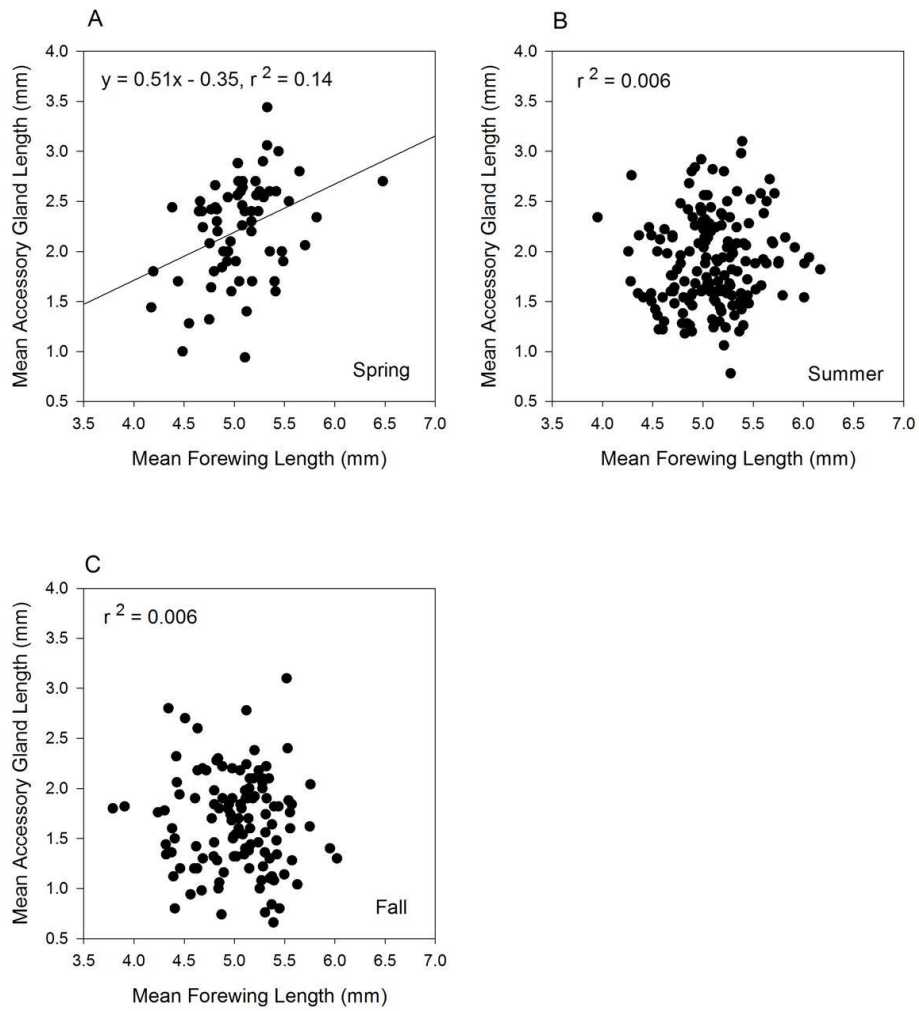 A
y = 0.51x - 0.35, r 2 = 0.14
Mean Accessory Gland Length (mm)
4.0
3.5
3.0
2.5
2.0
1.5
1.0
0.5
Spring
3.5 4.0 4.5 5.0 5.5 6.0 6.5 7.0
Mean Forewing Length (mm)
B
r 2 = 0.006
Mean Accessory Gland Length (mm)
4.0
3.5
3.0
2.5
2.0
1.5
1.0
0.5
Summer
3.5 4.0 4.5 5.0 5.5 6.0 6.5 7.0
Mean Forewing Length (mm)
C
r 2 = 0.006
Mean Accessory Gland Length (mm)
4.0
3.5
3.0
2.5
2.0
1.5
1.0
0.5
Fall
3.5 4.0 4.5 5.0 5.5 6.0 6.5 7.0
Mean Forewing Length (mm)